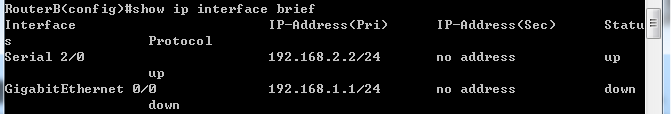 RouterB(config)#show ip interface brief
Interface IP-Address(Pri) IP-Address(Sec) Statu
s Protocol
Serial 2/0 192.168.2.2/24 no address up
up
GigabitEthernet 0/0 192.168.1.1/24 no address down
down